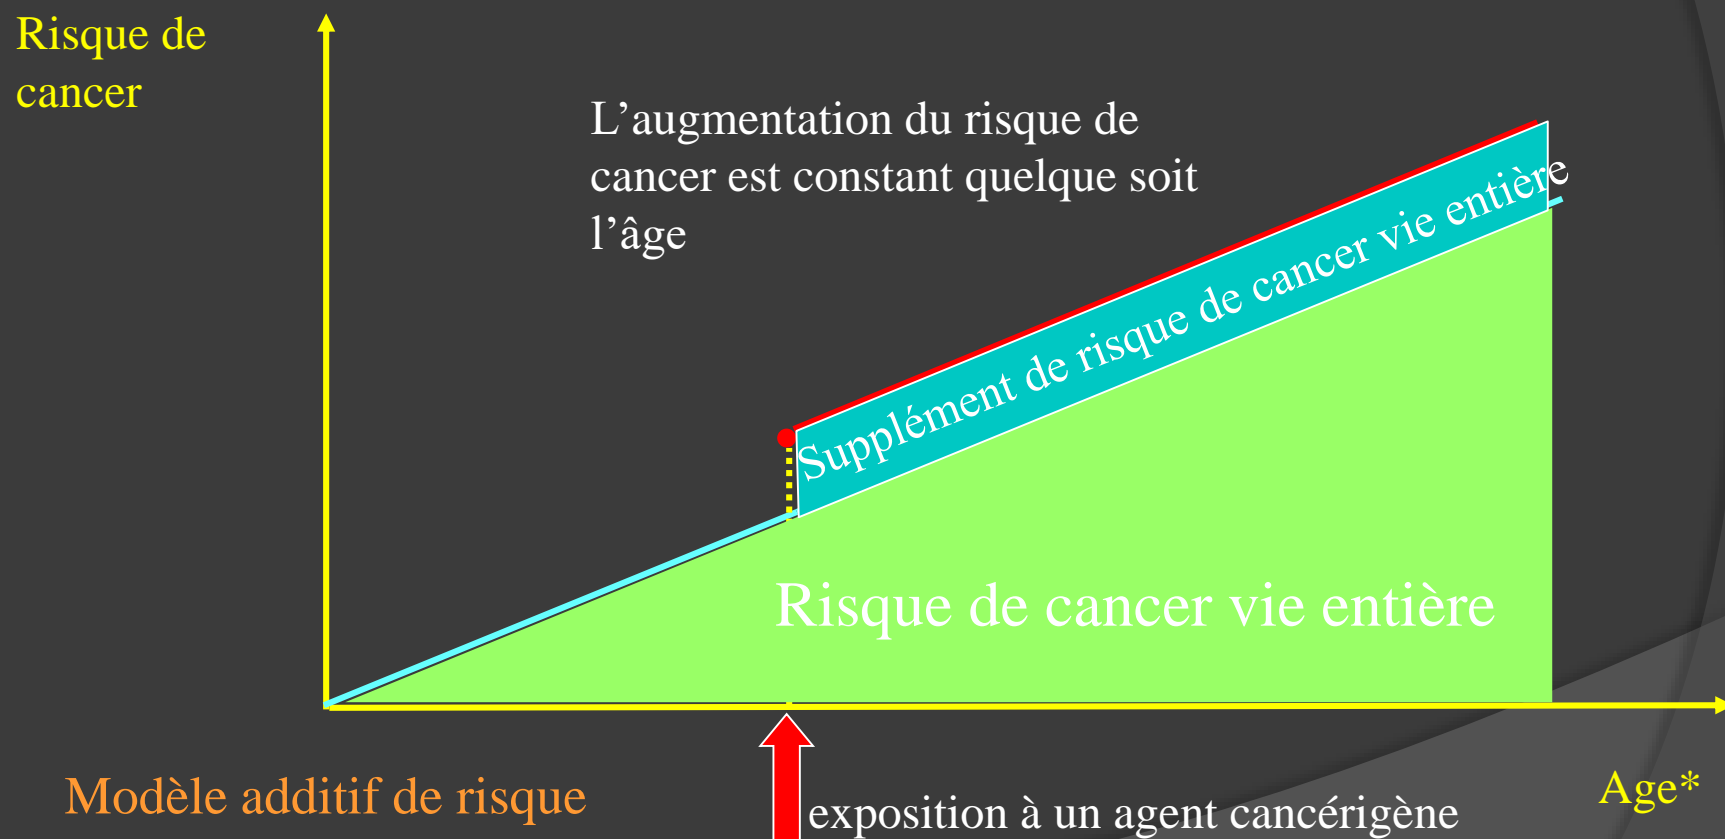 Risque de
cancer
L’augmentation du risque de
cancer est constant quelque soit
l’âge
Supplément de risque de cancer vie entière
Risque de cancer vie entière
Modèle additif de risque
exposition à un agent cancérigène
Age*